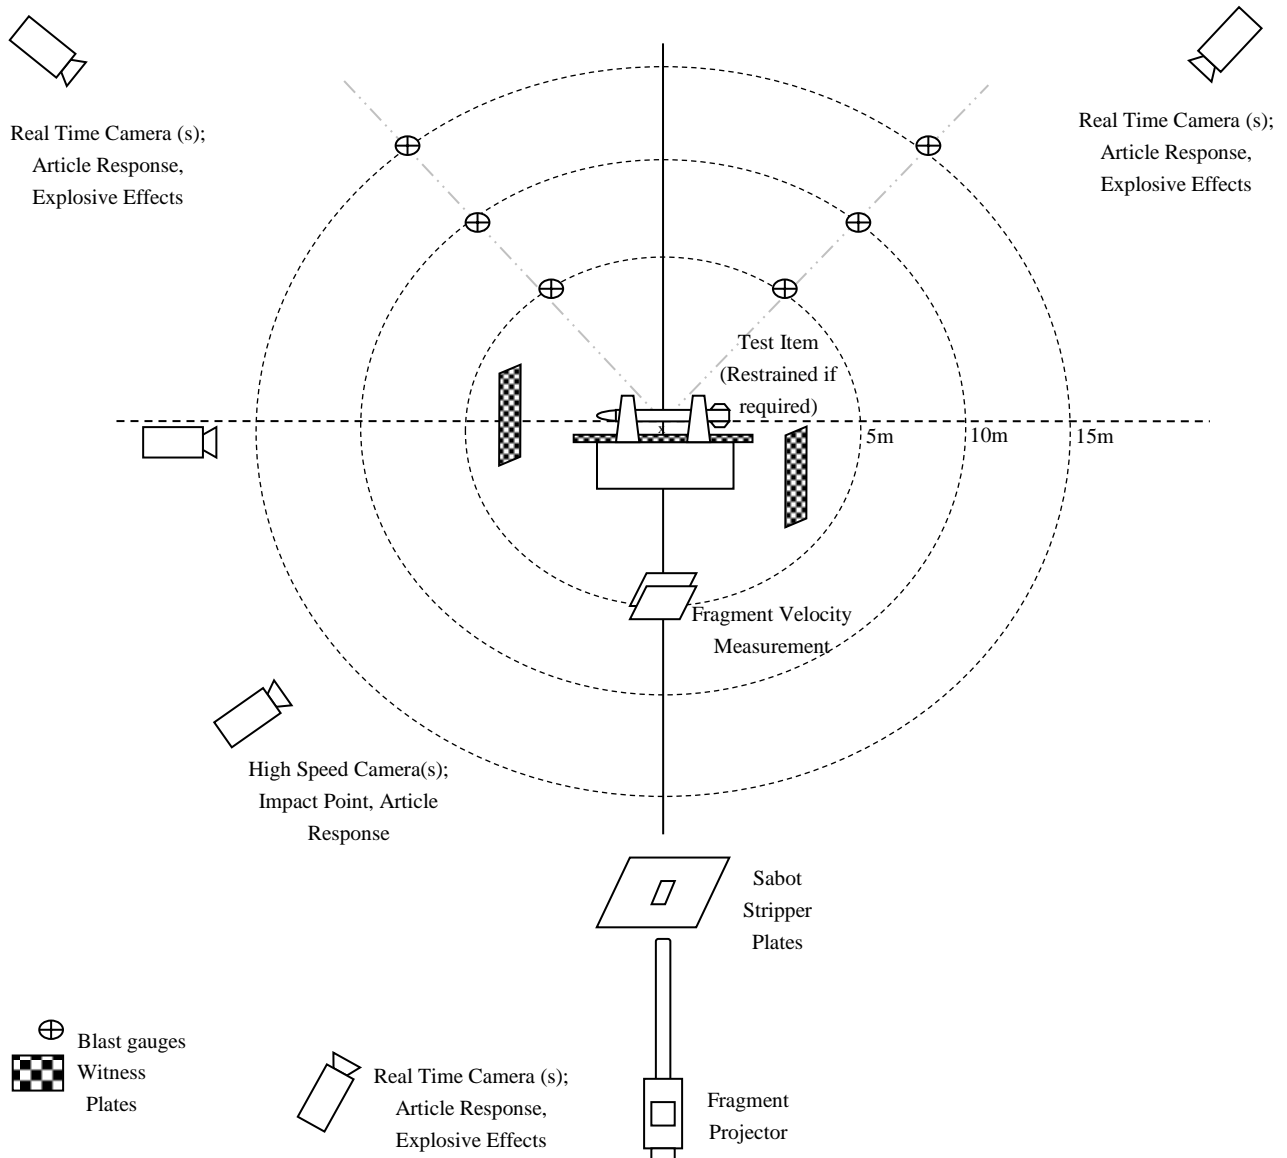 Real Time Camera (s);
Article Response,
Explosive Effects
Real Time Camera (s);
Article Response,
Explosive Effects
Test Item
(Restrained if
required)
x
5m
10m
15m
Fragment Velocity
Measurement
High Speed Camera(s);
Impact Point, Article
Response
Sabot
Stripper
Plates
Blast gauges
Witness
Plates
Real Time Camera (s);
Article Response,
Explosive Effects
Fragment
Projector